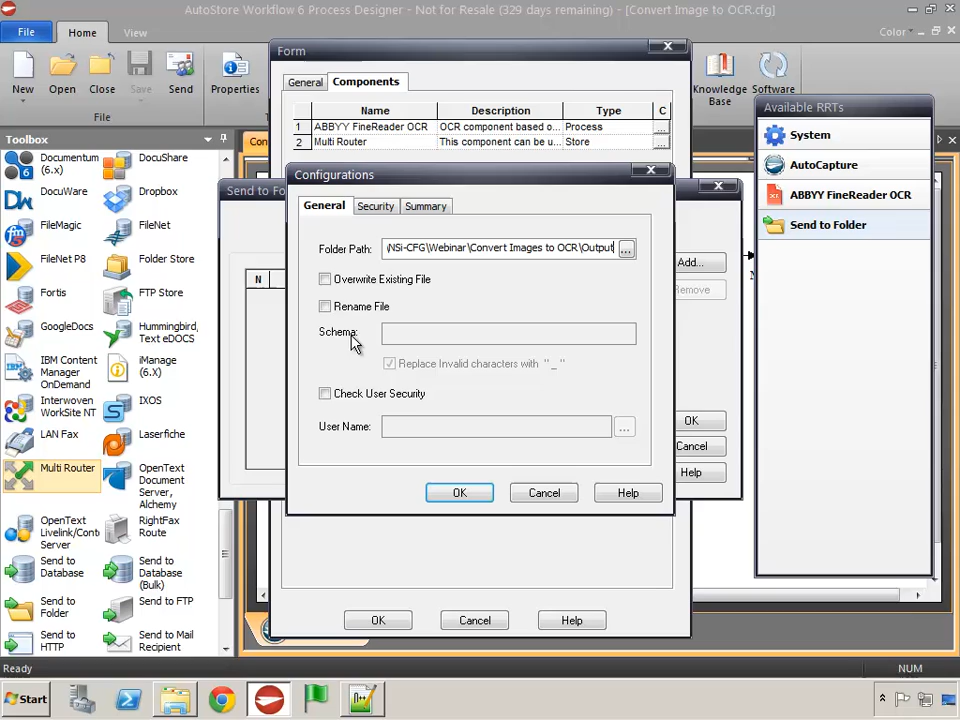 AutoStore Workflow 6 Process Designer - Not for Resale (329 days remaining) - [Convert Image to OCR.cfg]
File
Home
View
Color
New
Open
Close
Save
Send
Properties
Knowledge
Base
Software
File
Toolbox
Documentum
(6.x)
DocuShare
DocuWare
Dropbox
FileMagic
FileNet
FileNet P8
Folder Store
Fortis
FTP Store
GoogleDocs
Hummingbird,
Text eDOCS
IBM Content
Manager
OnDemand
iManage
(6.X)
Interwoven
WorkSite NT
IXOS
LAN Fax
Laserfiche
Multi Router
OpenText
Document
Server,
Alchemy
OpenText
Livelink/Cont
Server
RightFax
Route
Send to
Database
Send to
Database
(Bulk)
Send to
Folder
Send to FTP
Send to
HTTP
Send to Mail
Recipient
Form
General
Components
Name
Description
Type
C
1
ABBYY FineReader OCR
OCR component based o...
Process
...
2
Multi Router
This component can be u...
Store
...
Send to Fo
N
Add...
Remove
OK
Cancel
Help
Configurations
General
Security
Summary
Folder Path:
\NSi-CFG\Webinar\Convert Images to OCR\Output
...
Overwrite Existing File
Rename File
Schema:
Replace Invalid characters with "_"
Check User Security
User Name:
...
OK
Cancel
Help
OK
Cancel
Help
Available RRTs
System
AutoCapture
ABBYY FineReader OCR
Send to Folder
Ready
NUM
Start